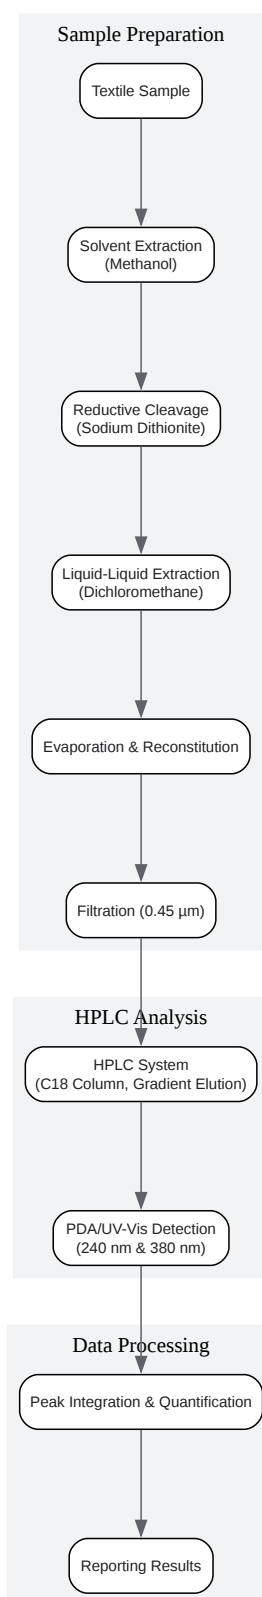 Sample Preparation
Textile Sample
Solvent Extraction
(Methanol)
Reductive Cleavage
(Sodium Dithionite)
Liquid-Liquid Extraction
(Dichloromethane)
Evaporation & Reconstitution
Filtration (0.45 µm)
HPLC Analysis
HPLC System
(C18 Column, Gradient Elution)
PDA/UV-Vis Detection
(240 nm & 380 nm)
Data Processing
Peak Integration & Quantification
Reporting Results